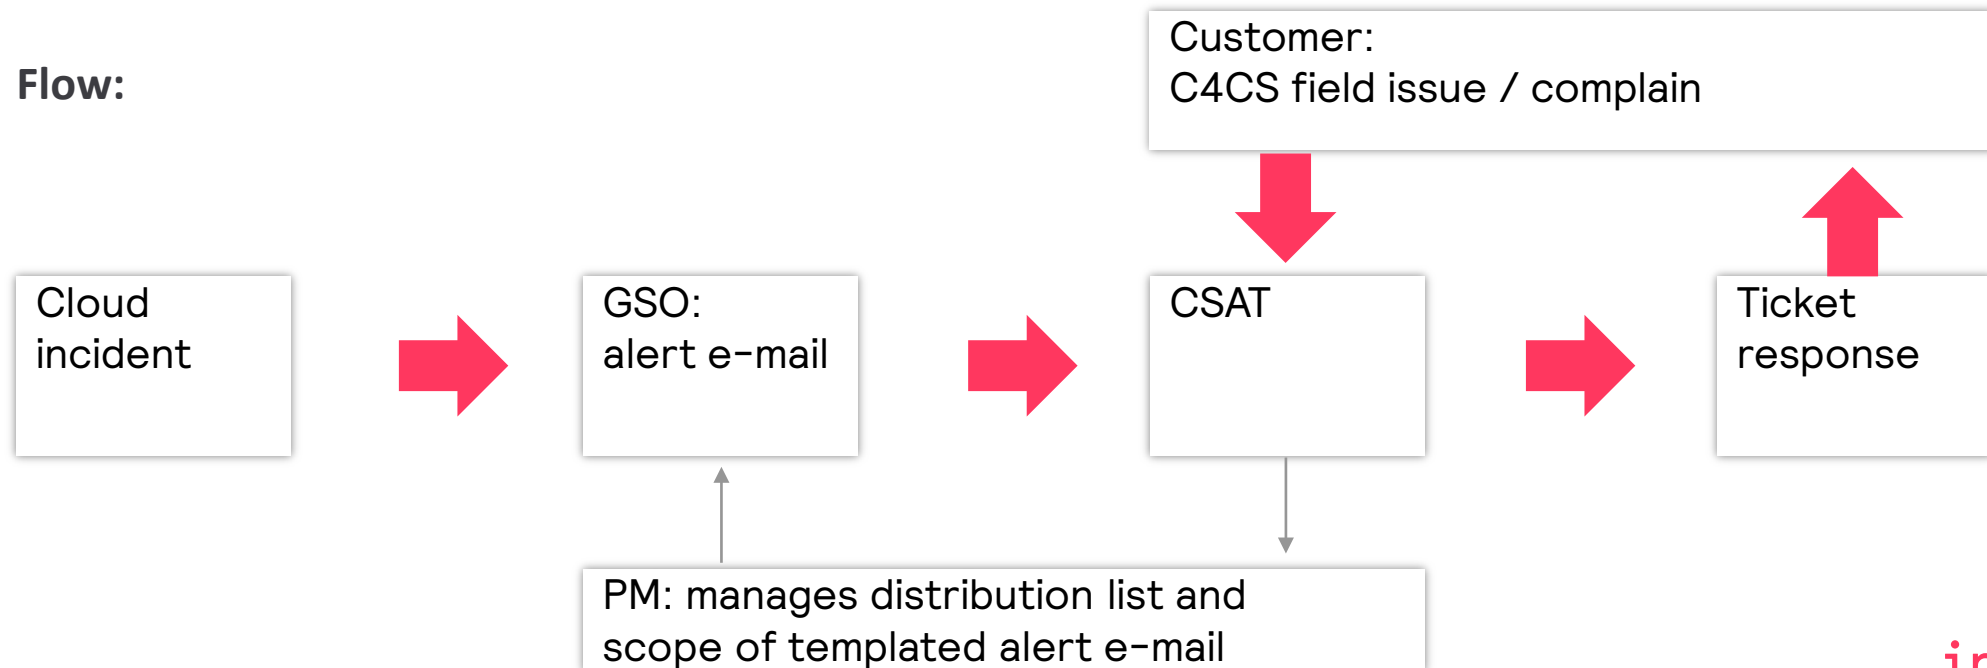 Customer:
C4CS field issue / complain
Flow:
Cloud
incident
GSO:
alert e-mail
CSAT
Ticket
response
PM: manages distribution list and
scope of templated alert e-mail